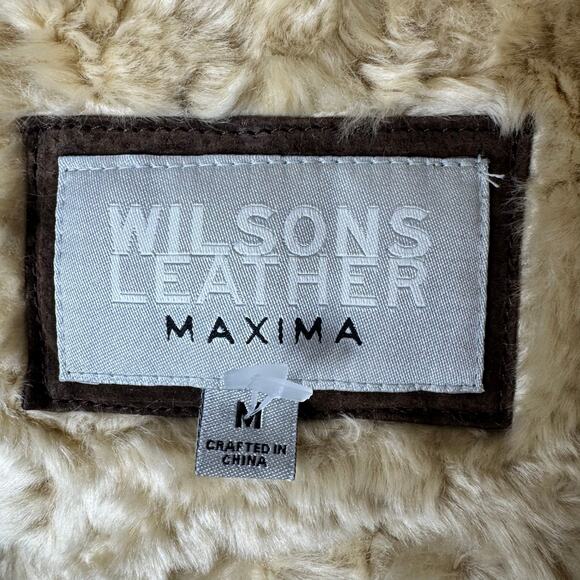 WILSONS
LEATHER
MAXIMA
M
CRAFTED IN
CHINA